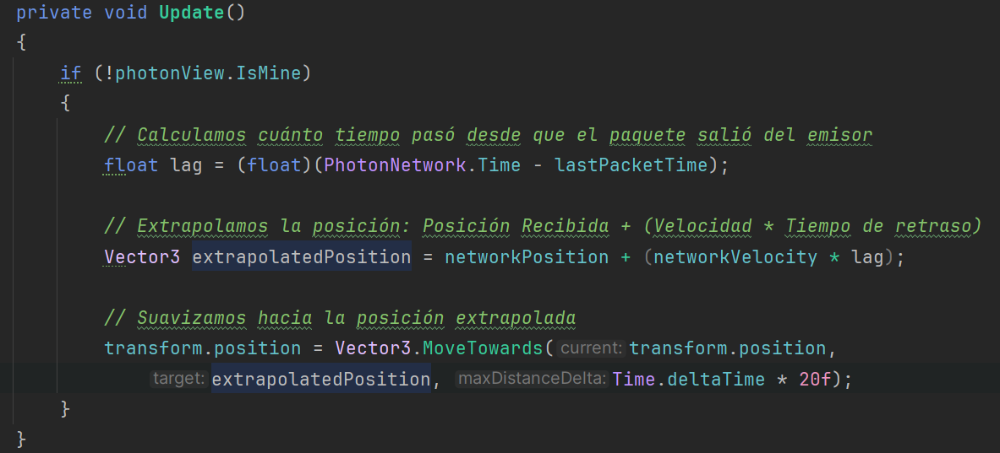 private void Update()
{
if (!photonView.IsMine)
{
// Calculamos cuánto tiempo pasó desde que el paquete salió del emisor
float lag = (float)(PhotonNetwork.Time - lastPacketTime);
// Extrapolamos la posición: Posición Recibida + (Velocidad * Tiempo de retraso)
Vector3 extrapolatedPosition = networkPosition + (networkVelocity * lag);
// Suavizamos hacia la posición extrapolada
transform.position = Vector3.MoveTowards(current: transform.position,
target: extrapolatedPosition, maxDistanceDelta: Time.deltaTime * 20f);
}
}